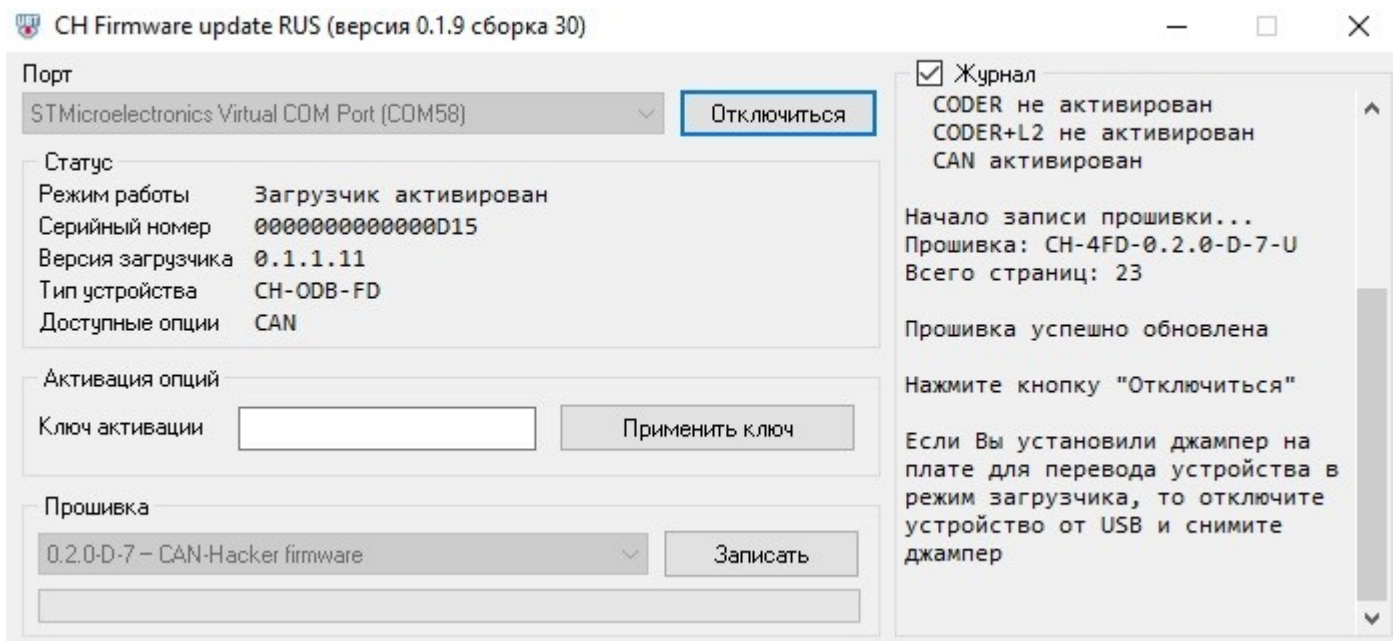 CH Firmware update RUS (версия 0.1.9 сборка 30)
Порт
STMicroelectronics Virtual COM Port (COM58)
Отключиться
Статус
Режим работы Загрузчик активирован
Серийный номер 0000000000000D15
Версия загрузчика 0.1.1.11
Тип устройства CH-ODB-FD
Доступные опции CAN
Активация опций
Ключ активации
Применить ключ
Прошивка
0.2.0-D-7 – CAN-Hacker firmware
Записать
Журнал
CODER не активирован
CODER+L2 не активирован
CAN активирован
Начало записи прошивки...
Прошивка: CH-4FD-0.2.0-D-7-U
Всего страниц: 23
Прошивка успешно обновлена
Нажмите кнопку "Отключиться"
Если Вы установили джампер на
плате для перевода устройства в
режим загрузчика, то отключите
устройство от USB и снимите
джампер